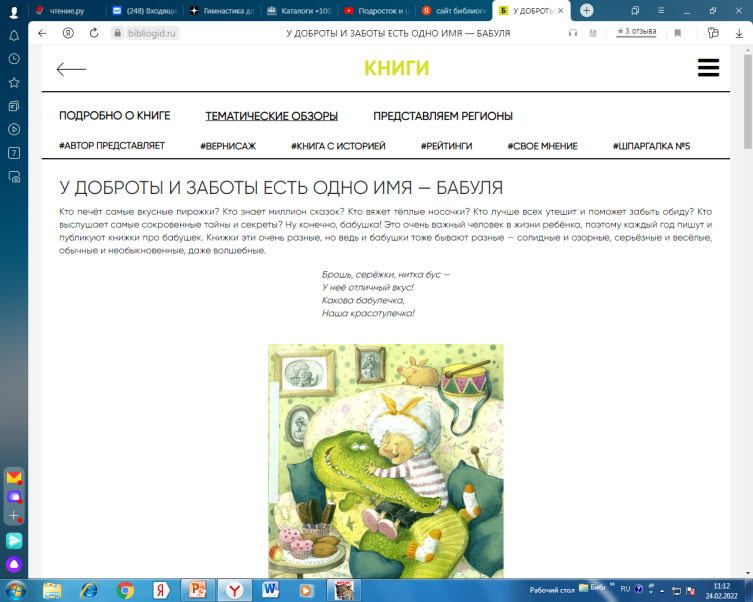 чтение.ру
(248) Входящи
Гимнастика дл
Каталоги «100
Подросток и ц
сайт библиоги
У ДОБРОТЫ
bibliogid.ru
У ДОБРОТЫ И ЗАБОТЫ ЕСТЬ ОДНО ИМЯ — БАБУЛЯ
★ 3 отзыва
КНИГИ
ПОДРОБНО О КНИГЕ
ТЕМАТИЧЕСКИЕ ОБЗОРЫ
ПРЕДСТАВЛЯЕМ РЕГИОНЫ
#АВТОР ПРЕДСТАВЛЯЕТ
#ВЕРНИСАЖ
#КНИГА С ИСТОРИЕЙ
#РЕЙТИНГИ
#СВОЕ МНЕНИЕ
#ШПАРГАЛКА №5
У ДОБРОТЫ И ЗАБОТЫ ЕСТЬ ОДНО ИМЯ — БАБУЛЯ
Кто печёт самые вкусные пирожки? Кто знает миллион сказок? Кто вяжет тёплые носочки? Кто лучше всех утешит и поможет забыть обиду? Кто
выслушает самые сокровенные тайны и секреты? Ну конечно, бабушка! Это очень важный человек в жизни ребёнка, поэтому каждый год пишут и
публикуют книжки про бабушек. Книжки эти очень разные, но ведь и бабушки тоже бывают разные — солидные и озорные, серьёзные и весёлые,
обычные и необыкновенные, даже волшебные.
Брошь, серёжки, нитка бус —
У неё отличный вкус!
Какова бабулечка,
Наша красотулечка!
7
Рабочий стол
Библ
RU
11:12
24.02.2022